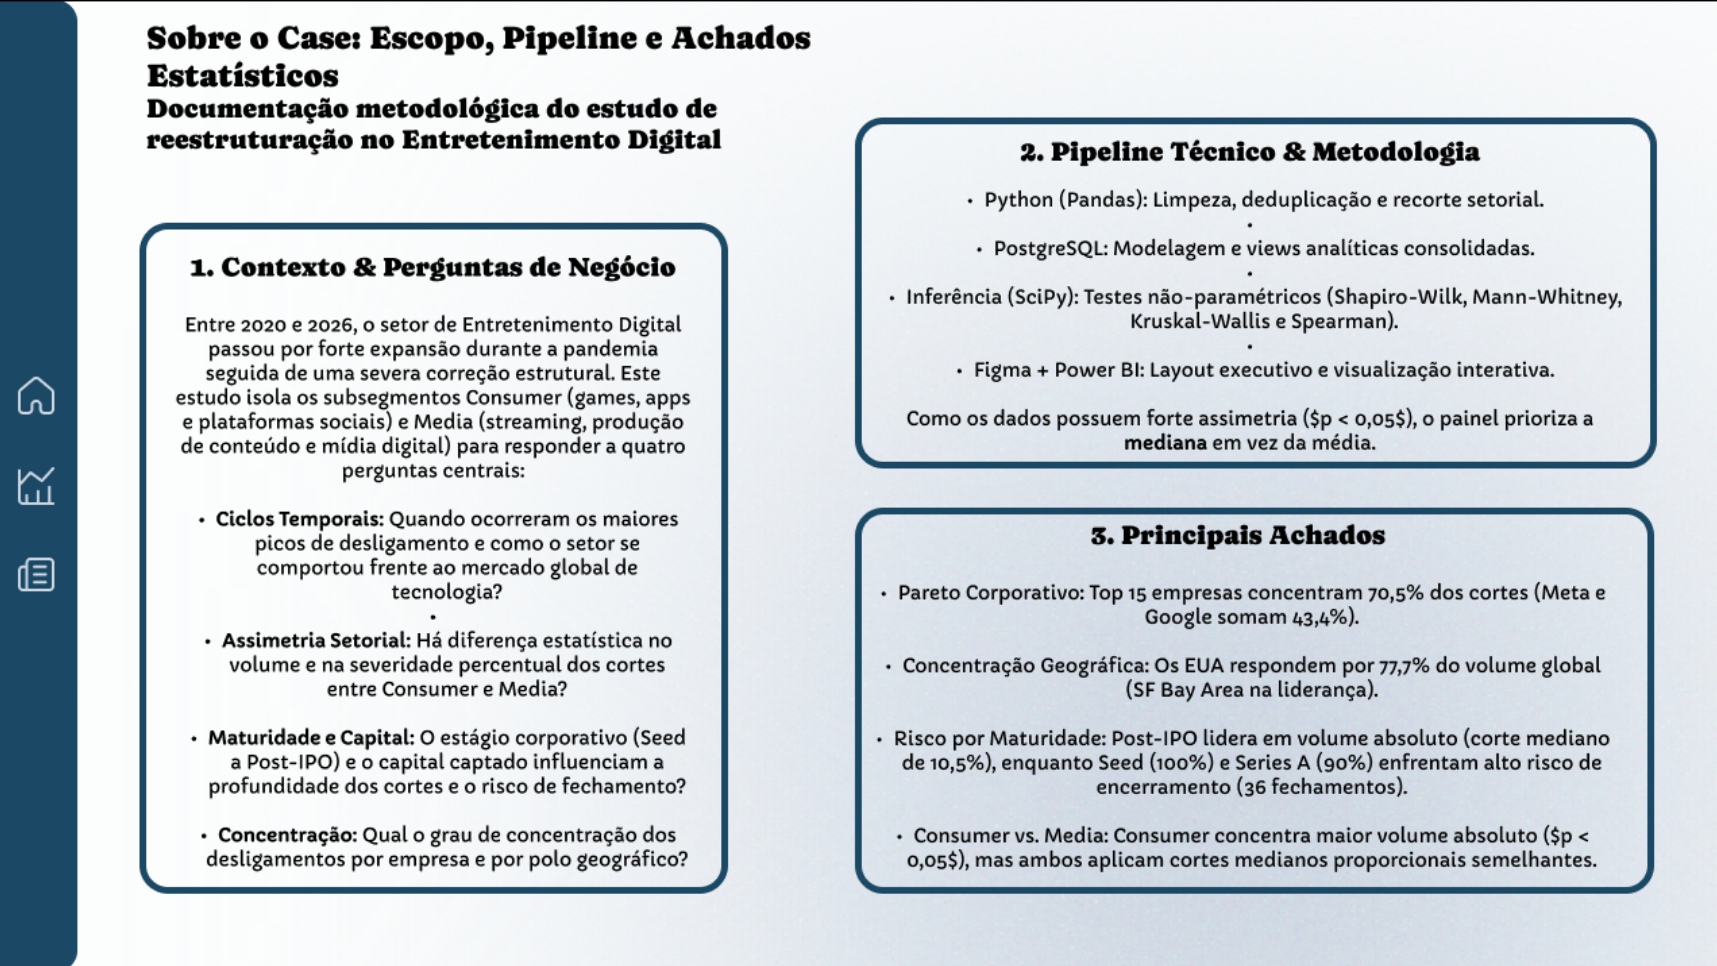 Sobre o Case: Escopo, Pipeline e Achados
Estatísticos
Documentação metodológica do estudo de
reestruturação no Entretenimento Digital
1. Contexto & Perguntas de Negócio
Entre 2020 e 2026, o setor de Entretenimento Digital
passou por forte expansão durante a pandemia
seguida de uma severa correção estrutural. Este
estudo isola os subsegmentos Consumer (games, apps
e plataformas sociais) e Media (streaming, produção
de conteúdo e mídia digital) para responder a quatro
perguntas centrais:
• Ciclos Temporais: Quando ocorreram os maiores
picos de desligamento e como o setor se
comportou frente ao mercado global de
tecnologia?
•
• Assimetria Setorial: Há diferença estatística no
volume e na severidade percentual dos cortes
entre Consumer e Media?
• Maturidade e Capital: O estágio corporativo (Seed
a Post-IPO) e o capital captado influenciam a
profundidade dos cortes e o risco de fechamento?
• Concentração: Qual o grau de concentração dos
desligamentos por empresa e por polo geográfico?
2. Pipeline Técnico & Metodologia
• Python (Pandas): Limpeza, deduplicação e recorte setorial.
•
• PostgreSQL: Modelagem e views analíticas consolidadas.
•
• Inferência (SciPy): Testes não-paramétricos (Shapiro-Wilk, Mann-Whitney,
Kruskal-Wallis e Spearman).
•
• Figma + Power BI: Layout executivo e visualização interativa.
Como os dados possuem forte assimetria ($p < 0,05$), o painel prioriza a
mediana em vez da média.
3. Principais Achados
• Pareto Corporativo: Top 15 empresas concentram 70,5% dos cortes (Meta e
Google somam 43,4%).
• Concentração Geográfica: Os EUA respondem por 77,7% do volume global
(SF Bay Area na liderança).
• Risco por Maturidade: Post-IPO lidera em volume absoluto (corte mediano
de 10,5%), enquanto Seed (100%) e Series A (90%) enfrentam alto risco de
encerramento (36 fechamentos).
• Consumer vs. Media: Consumer concentra maior volume absoluto ($p <
0,05$), mas ambos aplicam cortes medianos proporcionais semelhantes.